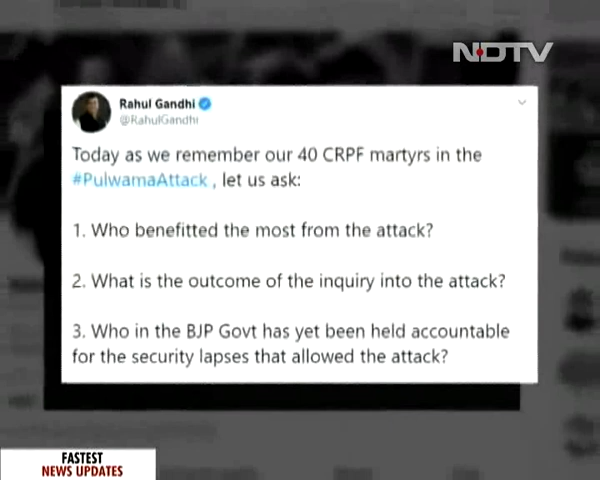 NDTV
Rahul Gandhi
@RahulGandhi
Today as we remember our 40 CRPF martyrs in the
#PulwamaAttack , let us ask:
1. Who benefitted the most from the attack?
2. What is the outcome of the inquiry into the attack?
3. Who in the BJP Govt has yet been held accountable
for the security lapses that allowed the attack?
FASTEST
NEWS UPDATES